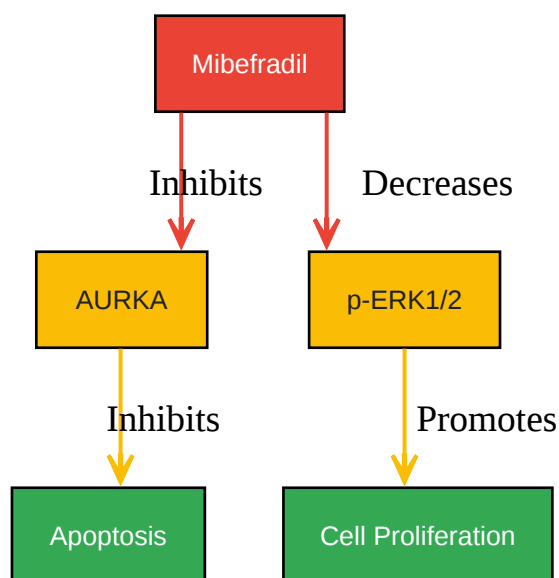 Mibefradil
Inhibits
Decreases
AURKA
p-ERK1/2
Inhibits
Promotes
Apoptosis
Cell Proliferation